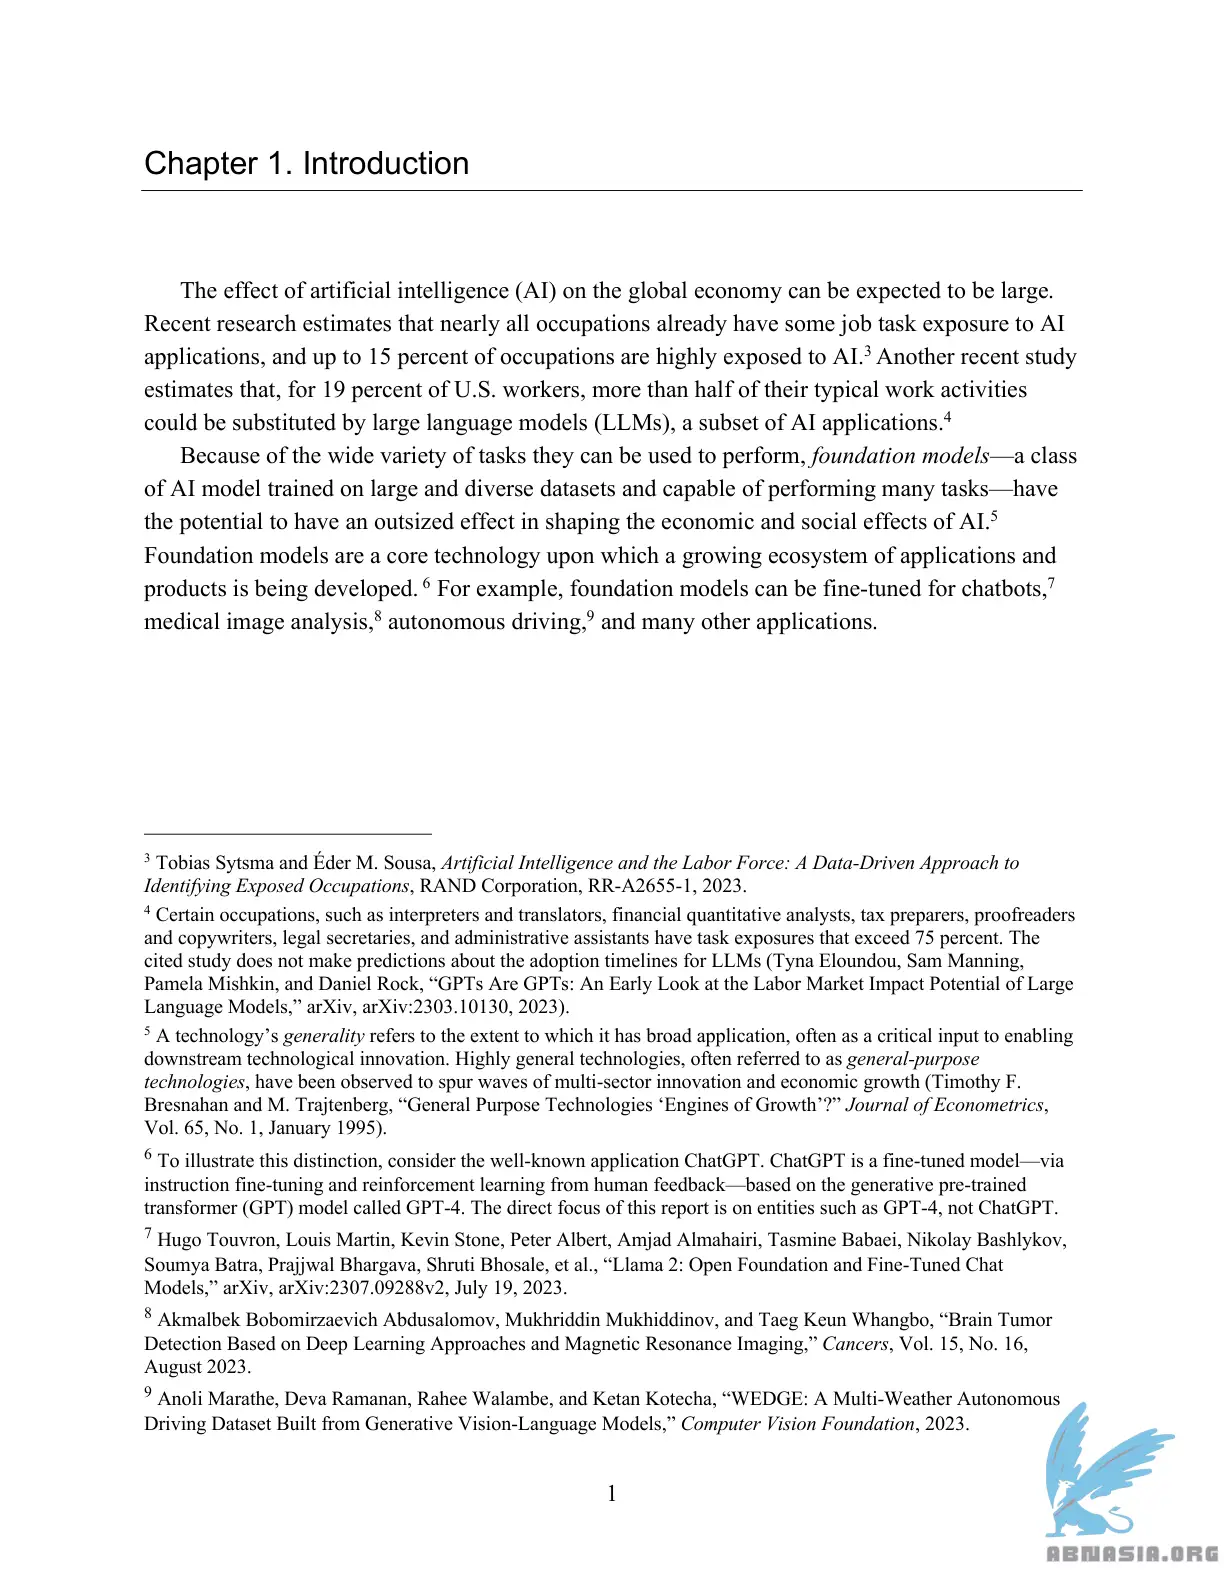 Chapter 1. Introduction
The effect of artificial intelligence (AI) on the global economy can be expected to be large.
Recent research estimates that nearly all occupations already have some job task exposure to AI
applications, and up to 15 percent of occupations are highly exposed to AI.3 Another recent study
estimates that, for 19 percent of U.S. workers, more than half of their typical work activities
could be substituted by large language models (LLMs), a subset of AI applications.4
Because of the wide variety of tasks they can be used to perform, foundation models—a class
of AI model trained on large and diverse datasets and capable of performing many tasks—have
the potential to have an outsized effect in shaping the economic and social effects of AI.5
Foundation models are a core technology upon which a growing ecosystem of applications and
products is being developed. 6 For example, foundation models can be fine-tuned for chatbots,7
medical image analysis,8 autonomous driving,9 and many other applications.
3 Tobias Sytsma and Éder M. Sousa, Artificial Intelligence and the Labor Force: A Data-Driven Approach to
Identifying Exposed Occupations, RAND Corporation, RR-A2655-1, 2023.
4 Certain occupations, such as interpreters and translators, financial quantitative analysts, tax preparers, proofreaders
and copywriters, legal secretaries, and administrative assistants have task exposures that exceed 75 percent. The
cited study does not make predictions about the adoption timelines for LLMs (Tyna Eloundou, Sam Manning,
Pamela Mishkin, and Daniel Rock, “GPTs Are GPTs: An Early Look at the Labor Market Impact Potential of Large
Language Models,” arXiv, arXiv:2303.10130, 2023).
5 A technology’s generality refers to the extent to which it has broad application, often as a critical input to enabling
downstream technological innovation. Highly general technologies, often referred to as general-purpose
technologies, have been observed to spur waves of multi-sector innovation and economic growth (Timothy F.
Bresnahan and M. Trajtenberg, “General Purpose Technologies ‘Engines of Growth’?” Journal of Econometrics,
Vol. 65, No. 1, January 1995).
6 To illustrate this distinction, consider the well-known application ChatGPT. ChatGPT is a fine-tuned model—via
instruction fine-tuning and reinforcement learning from human feedback—based on the generative pre-trained
transformer (GPT) model called GPT-4. The direct focus of this report is on entities such as GPT-4, not ChatGPT.
7 Hugo Touvron, Louis Martin, Kevin Stone, Peter Albert, Amjad Almahairi, Tasmine Babaei, Nikolay Bashlykov,
Soumya Batra, Prajjwal Bhargava, Shruti Bhosale, et al., “Llama 2: Open Foundation and Fine-Tuned Chat
Models,” arXiv, arXiv:2307.09288v2, July 19, 2023.
8 Akmalbek Bobomirzaevich Abdusalomov, Mukhriddin Mukhiddinov, and Taeg Keun Whangbo, “Brain Tumor
Detection Based on Deep Learning Approaches and Magnetic Resonance Imaging,” Cancers, Vol. 15, No. 16,
August 2023.
9 Anoli Marathe, Deva Ramanan, Rahee Walambe, and Ketan Kotecha, “WEDGE: A Multi-Weather Autonomous
Driving Dataset Built from Generative Vision-Language Models,” Computer Vision Foundation, 2023.
1
ABNASIA.ORG